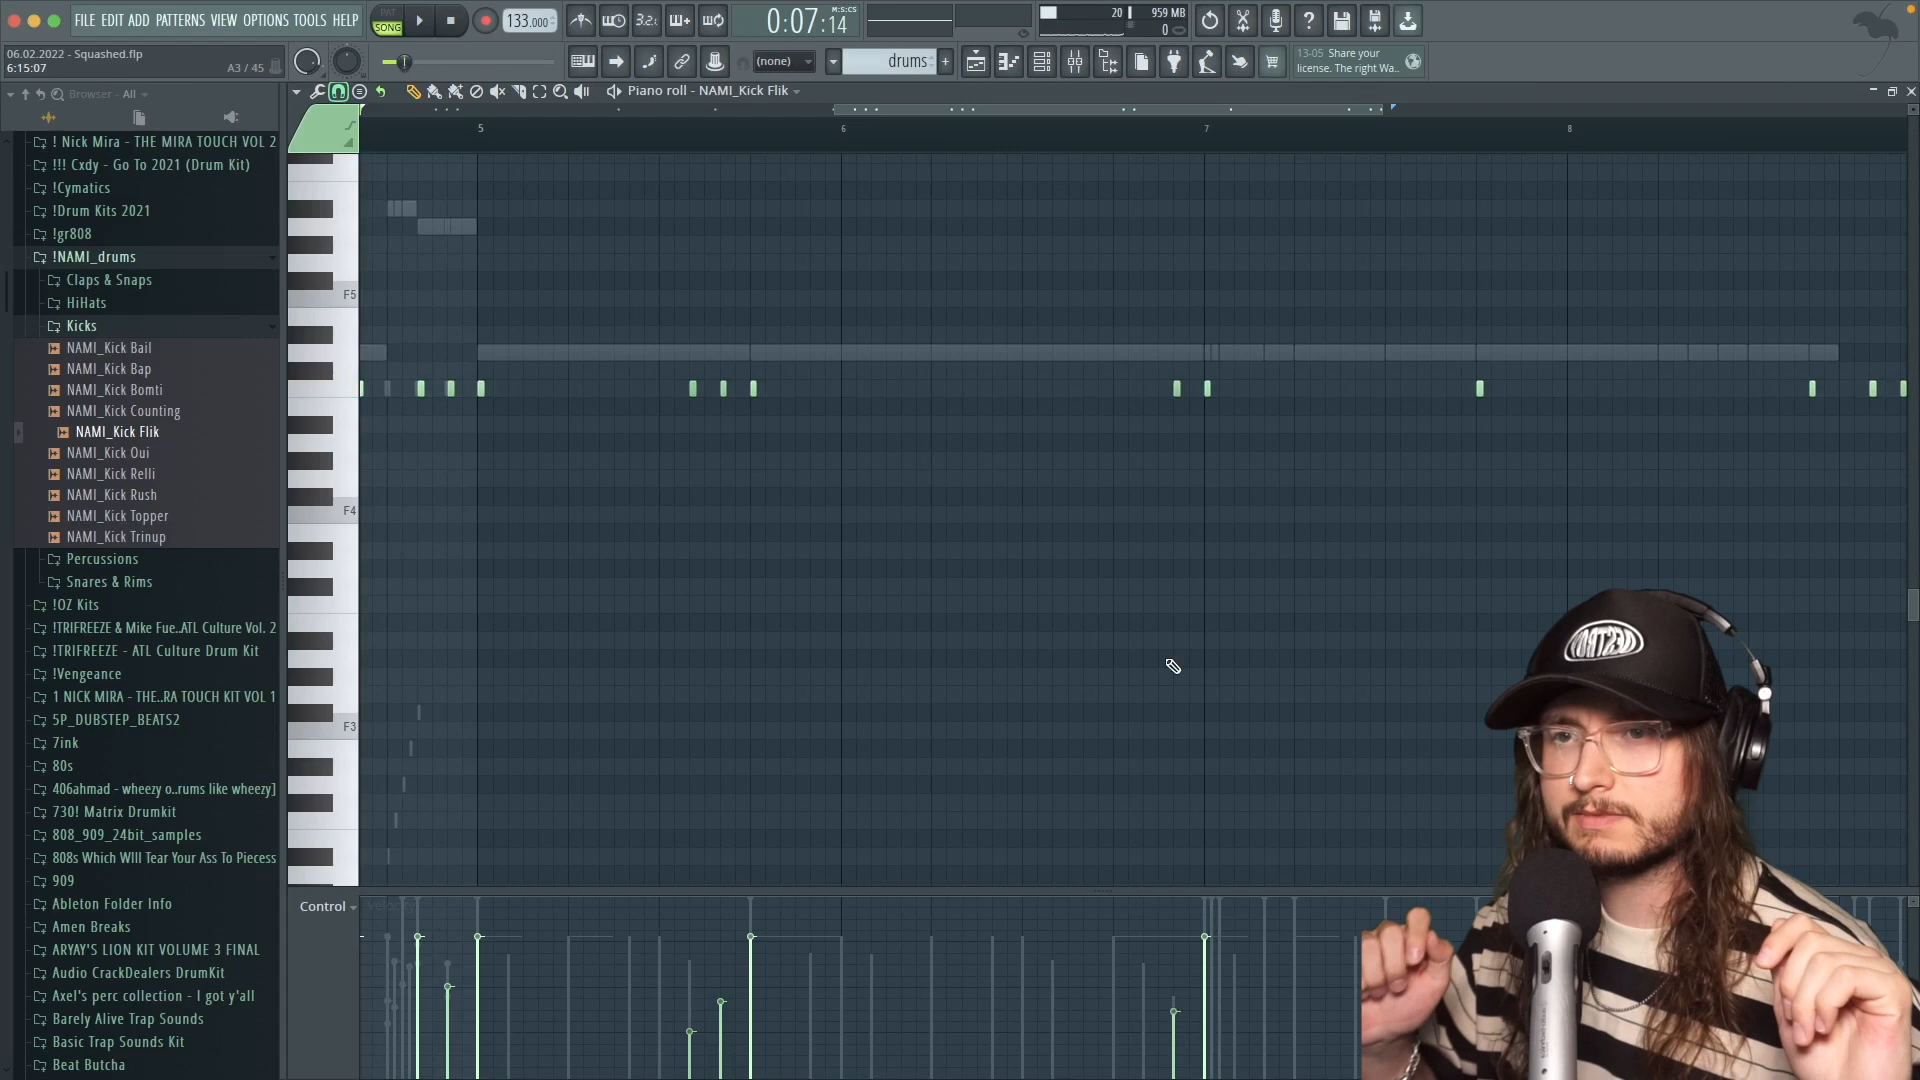 FILE EDIT ADD PATTERNS VIEW OPTIONS TOOLS HELP
PAT
SONG
133.000
3.2.
0:07:14
M:S:CS
20
959 MB
0
06.02.2022 - Squashed.flp
6:15:07
A3 / 45
(none)
drums
13-05 Share your
license. The right Wa..
Browser - All
Piano roll - NAMI_Kick Flik
! Nick Mira - THE MIRA TOUCH VOL 2
!!! Cxdy - Go To 2021 (Drum Kit)
!Cymatics
!Drum Kits 2021
!gr808
!NAMI_drums
Claps & Snaps
HiHats
Kicks
NAMI_Kick Bail
NAMI_Kick Bap
NAMI_Kick Bomti
NAMI_Kick Counting
NAMI_Kick Flik
NAMI_Kick Oui
NAMI_Kick Relli
NAMI_Kick Rush
NAMI_Kick Topper
NAMI_Kick Trinup
Percussions
Snares & Rims
!OZ Kits
!TRIFREEZE & Mike Fue..ATL Culture Vol. 2
!TRIFREEZE - ATL Culture Drum Kit
!Vengeance
1 NICK MIRA - THE..RA TOUCH KIT VOL 1
5P_DUBSTEP_BEATS2
7ink
80s
406ahmad - wheezy o..rums like wheezy]
730! Matrix Drumkit
808_909_24bit_samples
808s Which WIll Tear Your Ass To Piecess
909
Ableton Folder Info
Amen Breaks
ARYAY'S LION KIT VOLUME 3 FINAL
Audio CrackDealers DrumKit
Axel's perc collection - I got y'all
Barely Alive Trap Sounds
Basic Trap Sounds Kit
Beat Butcha
5
6
7
8
F5
F4
F3
Control
Velocity